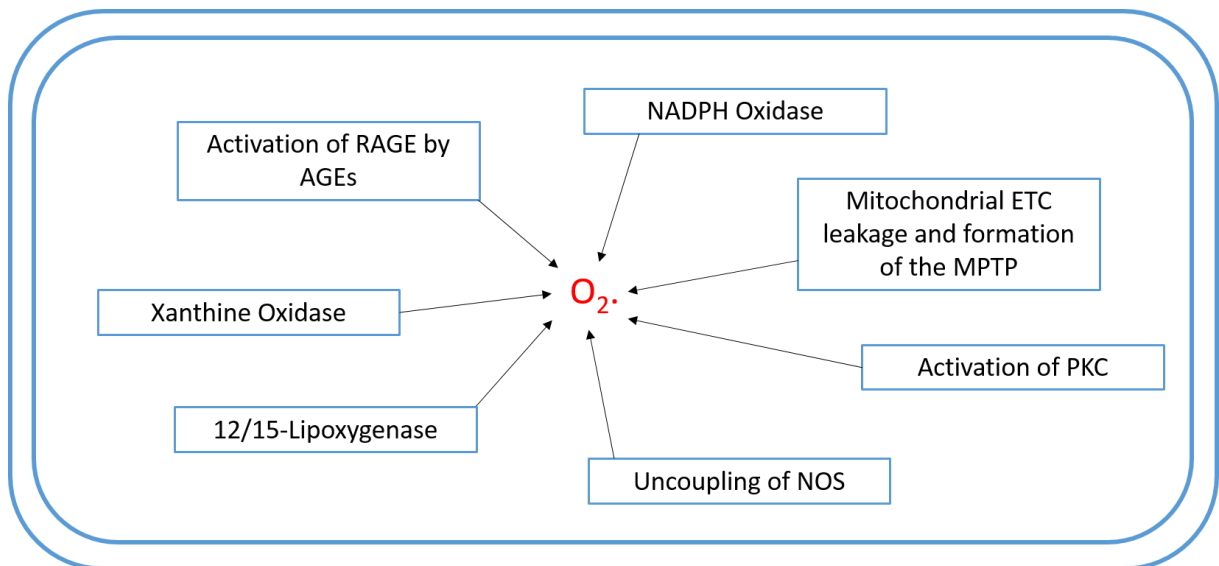 NADPH Oxidase
Activation of RAGE by
AGEs
Mitochondrial ETC
leakage and formation
of the MPTP
O₂.
Xanthine Oxidase
Activation of PKC
12/15-Lipoxygenase
Uncoupling of NOS